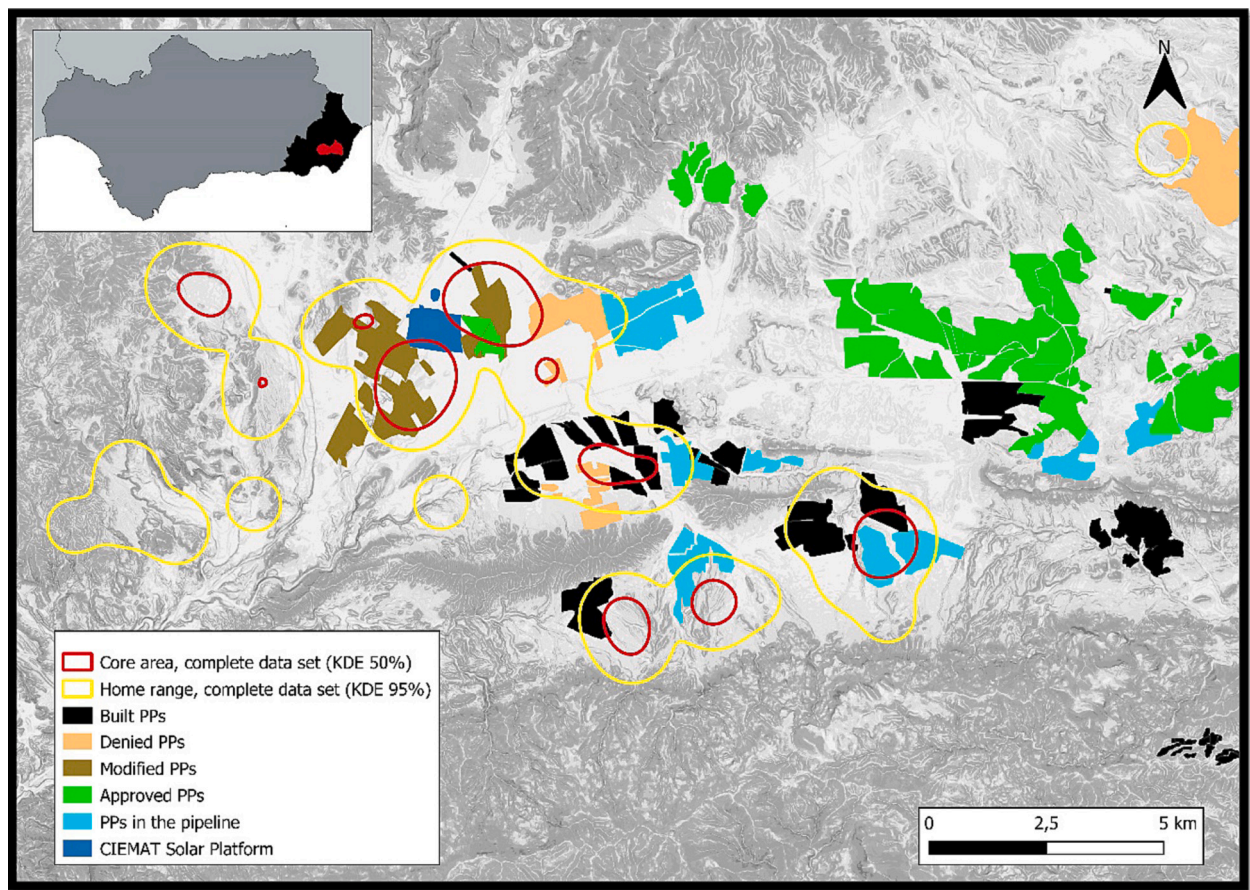 N
Core area, complete data set (KDE 50%)
Home range, complete data set (KDE 95%)
Built PPs
Denied PPs
Modified PPs
Approved PPs
PPs in the pipeline
CIEMAT Solar Platform
0 2,5 5 km